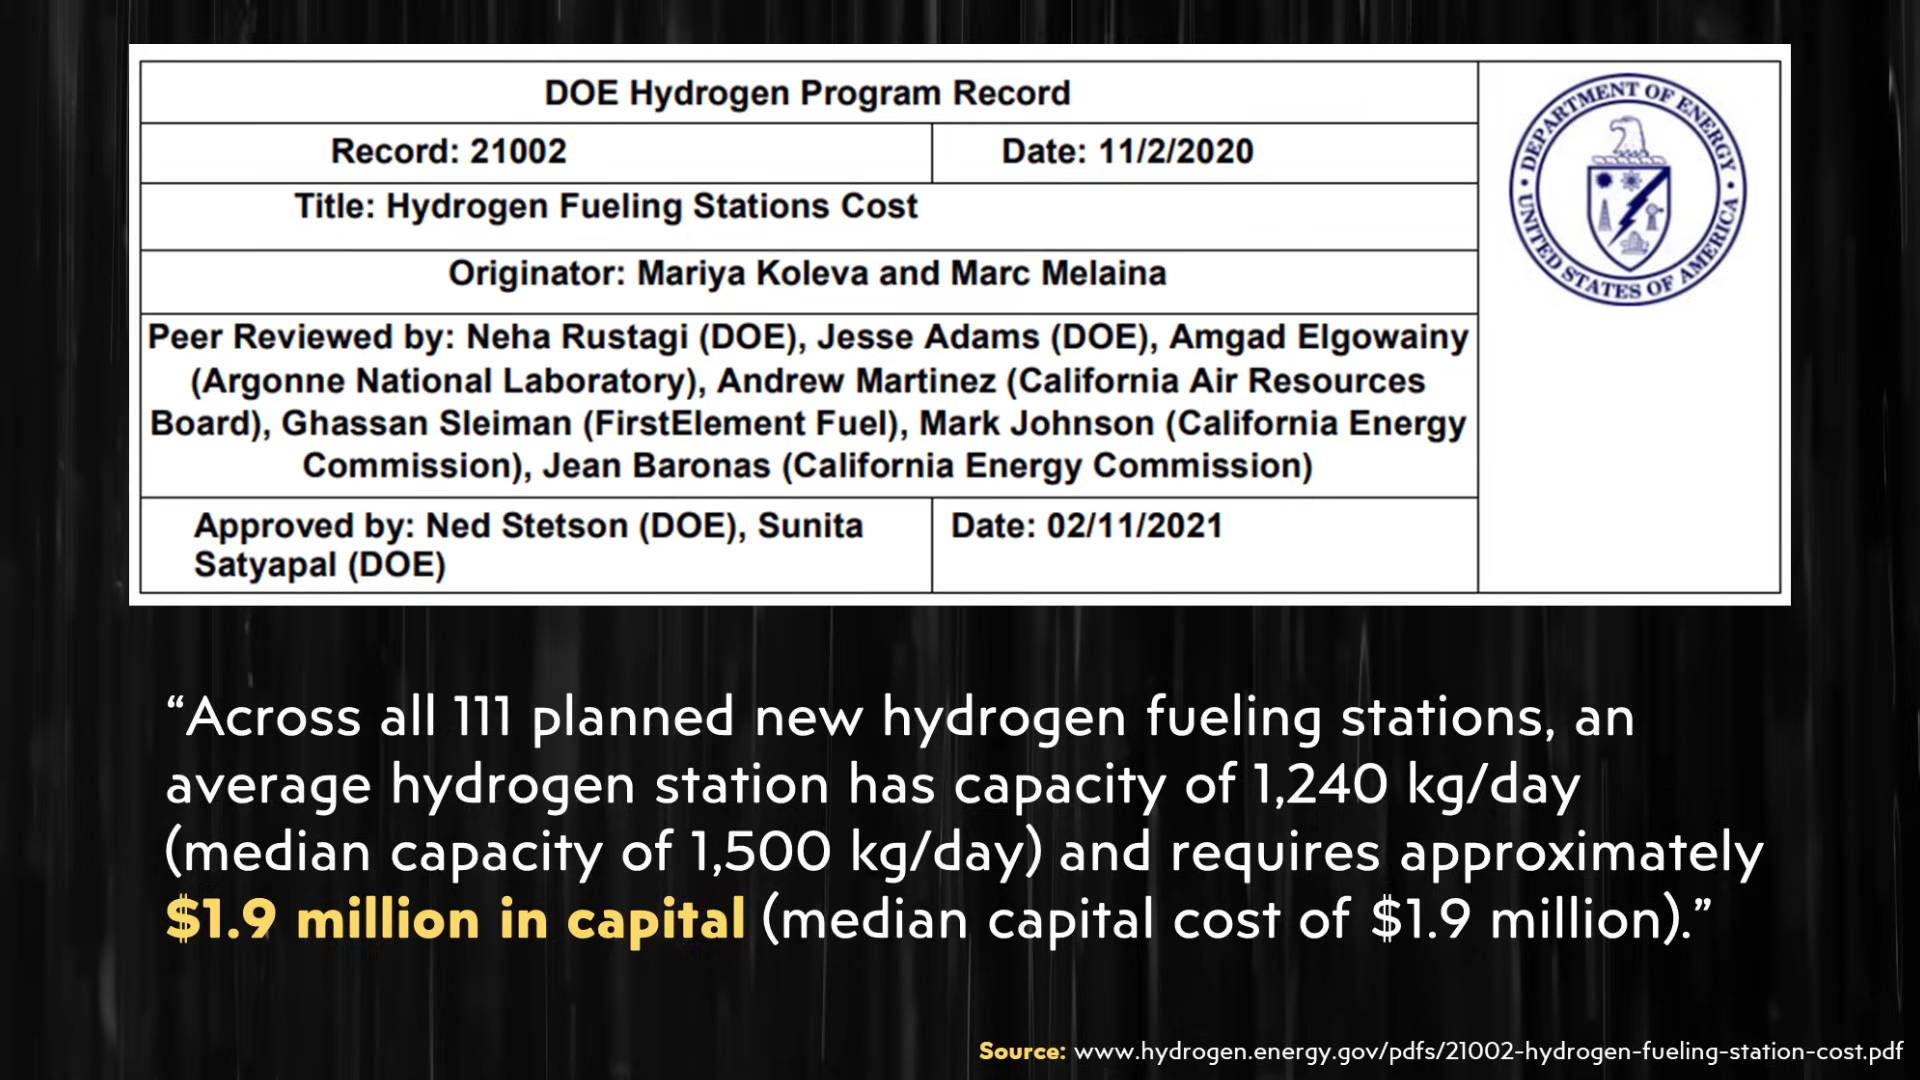 DOE Hydrogen Program Record
Record: 21002
Date: 11/2/2020
Title: Hydrogen Fueling Stations Cost
Originator: Mariya Koleva and Marc Melaina
Peer Reviewed by: Neha Rustagi (DOE), Jesse Adams (DOE), Amgad Elgowainy
(Argonne National Laboratory), Andrew Martinez (California Air Resources
Board), Ghassan Sleiman (FirstElement Fuel), Mark Johnson (California Energy
Commission), Jean Baronas (California Energy Commission)
Approved by: Ned Stetson (DOE), Sunita
Satyapal (DOE)
Date: 02/11/2021
DEPARTMENT OF ENERGY
UNITED STATES OF AMERICA
“Across all 111 planned new hydrogen fueling stations, an
average hydrogen station has capacity of 1,240 kg/day
(median capacity of 1,500 kg/day) and requires approximately
$1.9 million in capital (median capital cost of $1.9 million).”
Source: www.hydrogen.energy.gov/pdfs/21002-hydrogen-fueling-station-cost.pdf